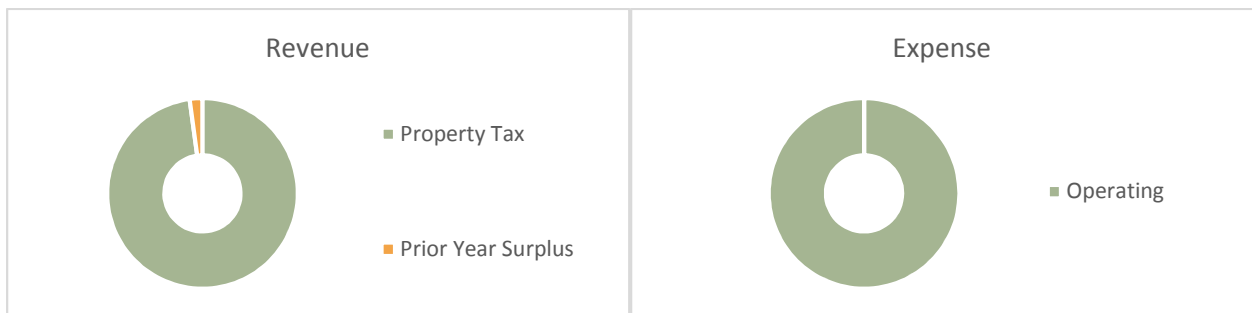 Revenue
Property Tax
Prior Year Surplus
Expense
Operating